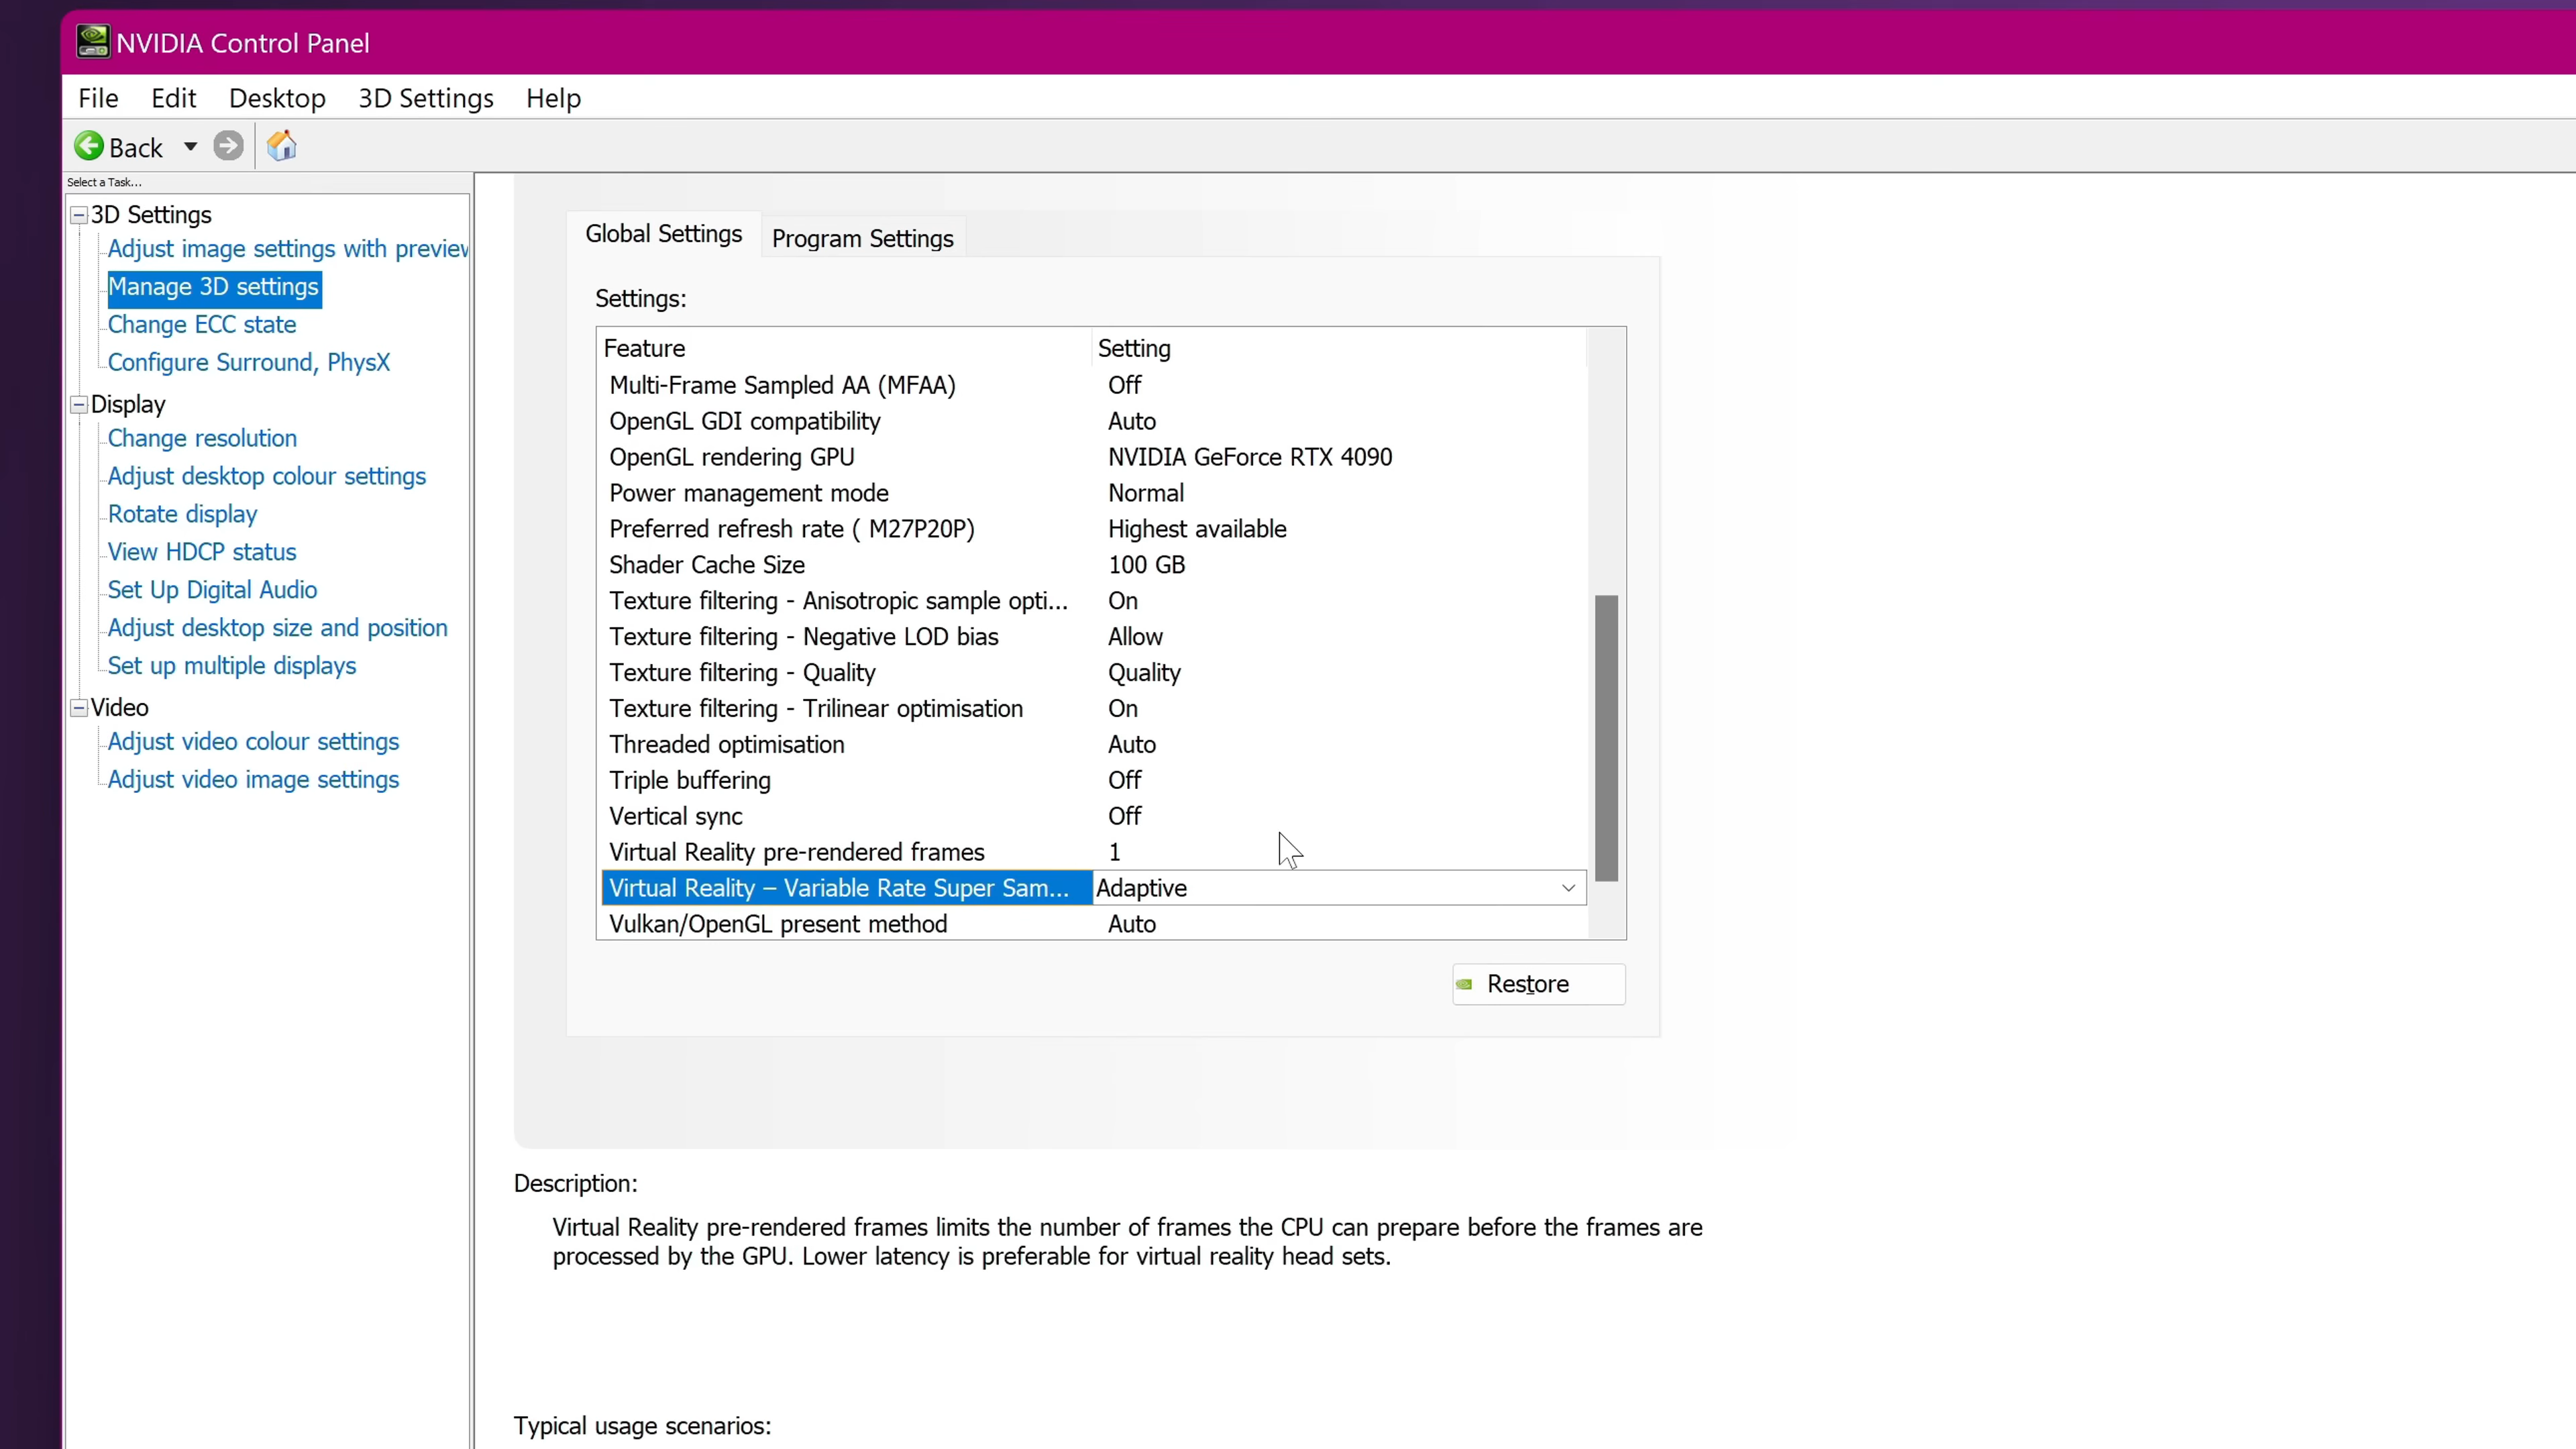 NVIDIA Control Panel
File Edit Desktop 3D Settings Help
Back
Select a Task...
3D Settings
Adjust image settings with preview
Manage 3D settings
Change ECC state
Configure Surround, PhysX
Display
Change resolution
Adjust desktop colour settings
Rotate display
View HDCP status
Set Up Digital Audio
Adjust desktop size and position
Set up multiple displays
Video
Adjust video colour settings
Adjust video image settings
Global Settings Program Settings
Settings:
Feature Setting
Multi-Frame Sampled AA (MFAA) Off
OpenGL GDI compatibility Auto
OpenGL rendering GPU NVIDIA GeForce RTX 4090
Power management mode Normal
Preferred refresh rate ( M27P20P) Highest available
Shader Cache Size 100 GB
Texture filtering - Anisotropic sample opti... On
Texture filtering - Negative LOD bias Allow
Texture filtering - Quality Quality
Texture filtering - Trilinear optimisation On
Threaded optimisation Auto
Triple buffering Off
Vertical sync Off
Virtual Reality pre-rendered frames 1
Virtual Reality – Variable Rate Super Sam... Adaptive
Vulkan/OpenGL present method Auto
Restore
Description:
Virtual Reality pre-rendered frames limits the number of frames the CPU can prepare before the frames are
processed by the GPU. Lower latency is preferable for virtual reality head sets.
Typical usage scenarios: